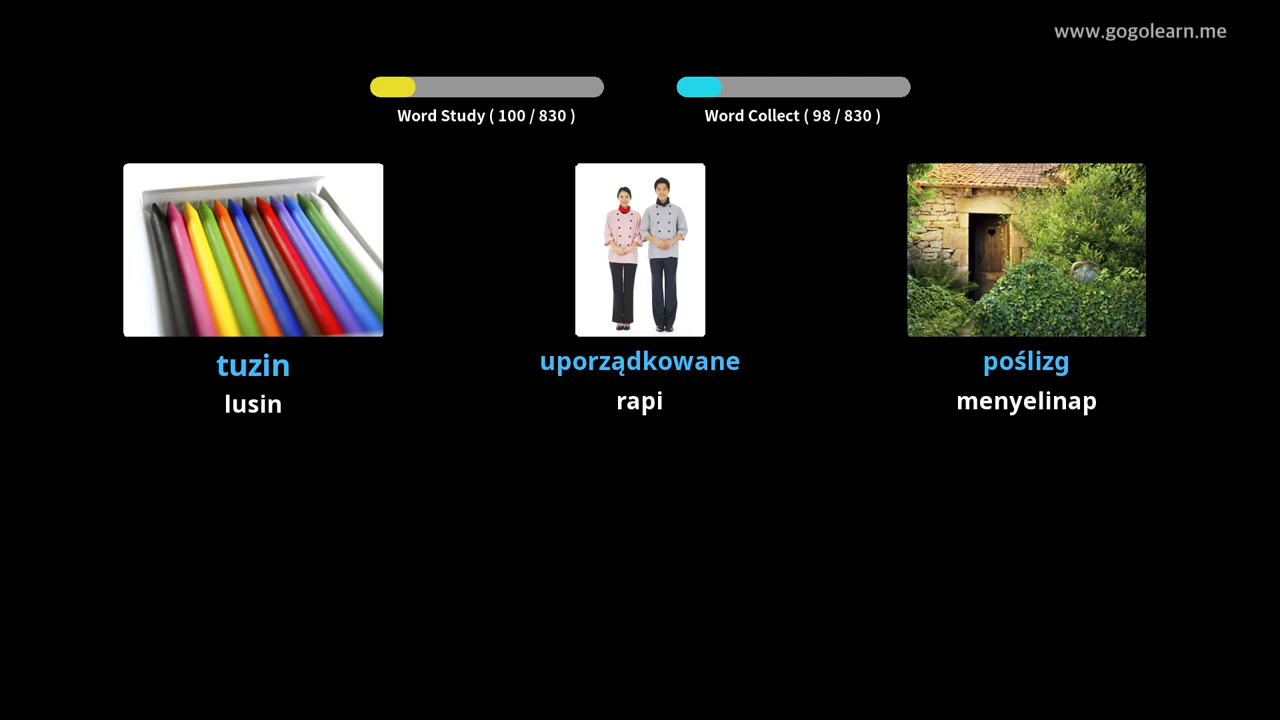 www.gogolearn.me
Word Study ( 100 / 830 )
Word Collect ( 98 / 830 )
tuzin
lusin
uporządkowane
rapi
poślizg
menyelinap